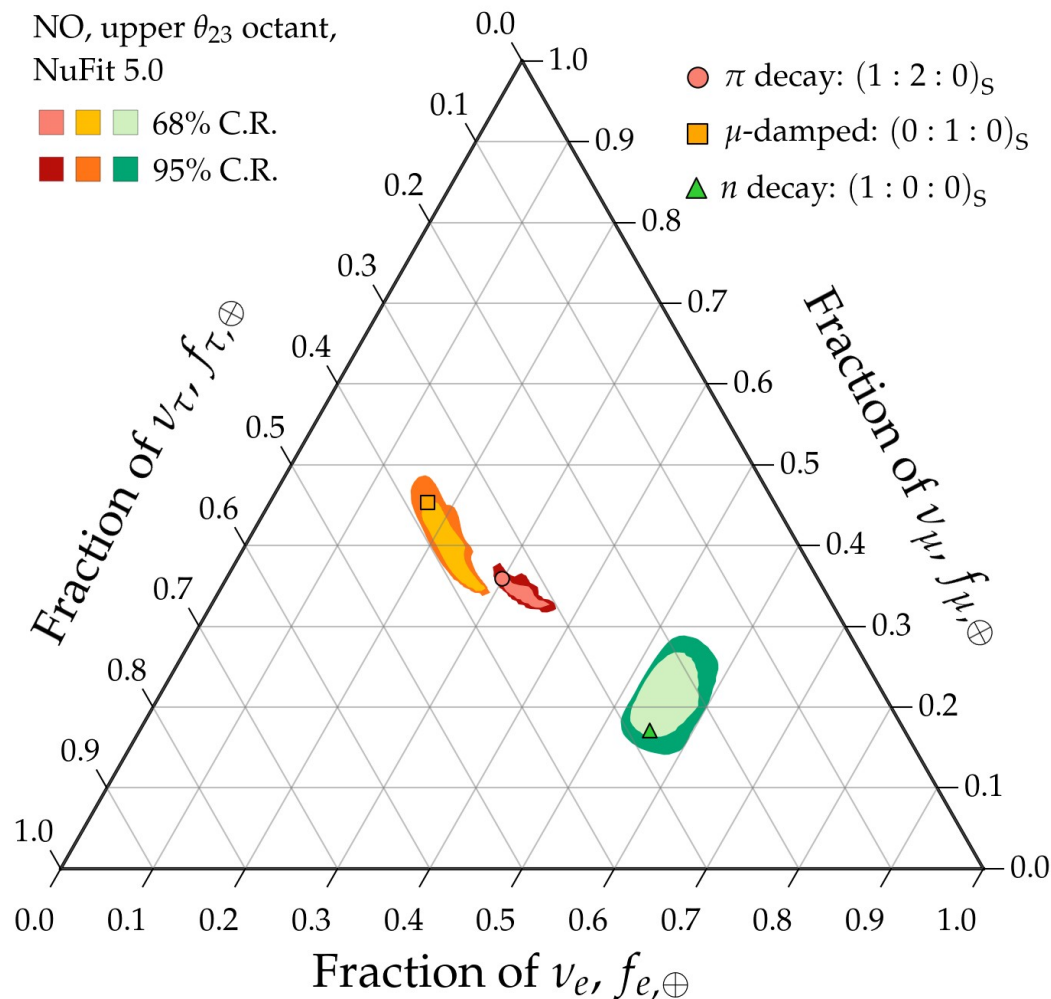 NO, upper θ23 octant,
NuFit 5.0
68% C.R.
95% C.R.
π decay: (1 : 2 : 0)S
μ-damped: (0 : 1 : 0)S
n decay: (1 : 0 : 0)S
Fraction of ντ, fτ,⊕
0.0
0.1
0.2
0.3
0.4
0.5
0.6
0.7
0.8
0.9
1.0
Fraction of νμ, fμ,⊕
1.0
0.9
0.8
0.7
0.6
0.5
0.4
0.3
0.2
0.1
0.0
0.0 0.1 0.2 0.3 0.4 0.5 0.6 0.7 0.8 0.9 1.0
Fraction of νe, fe,⊕